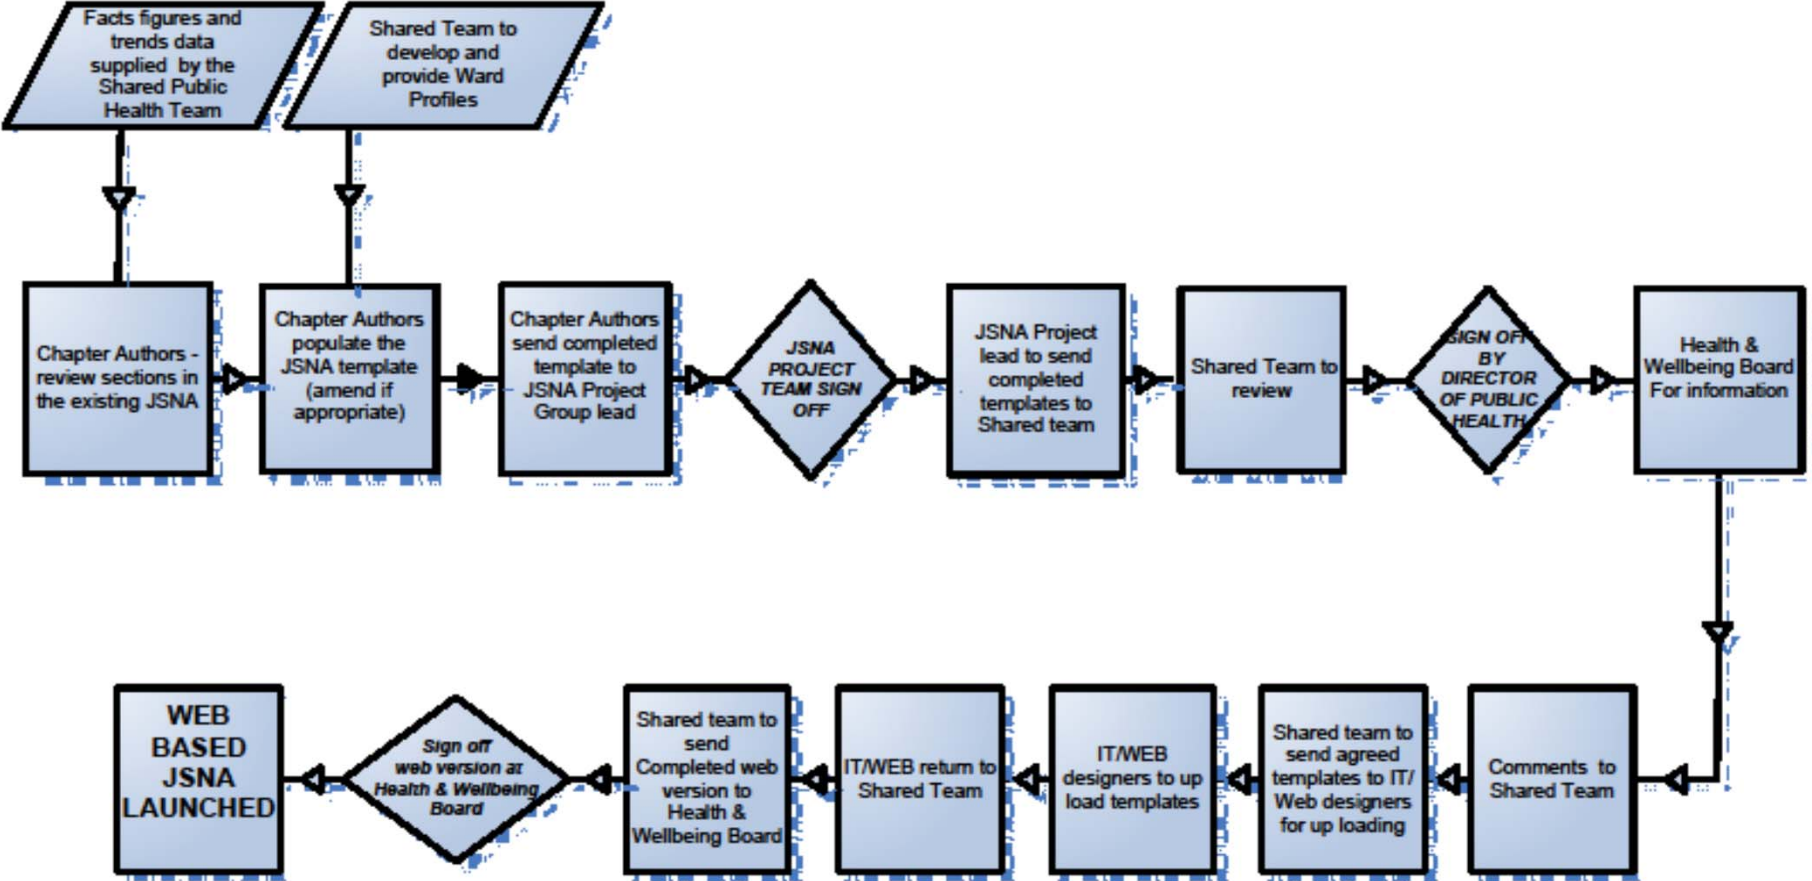 Facts figures and
trends data
supplied by the
Shared Public
Health Team
Shared Team to
develop and
provide Ward
Profiles
Chapter Authors -
review sections in
the existing JSNA
Chapter Authors
populate the
JSNA template
(amend if
appropriate)
Chapter Authors
send completed
template to
JSNA Project
Group lead
JSNA
PROJECT
TEAM SIGN
OFF
JSNA Project
lead to send
completed
templates to
Shared team
Shared Team to
review
SIGN OFF
BY
DIRECTOR
OF PUBLIC
HEALTH
Health &
Wellbeing Board
For information
WEB
BASED
JSNA
LAUNCHED
Sign off
web version at
Health & Wellbeing
Board
Shared team to
send
Completed web
version to
Health &
Wellbeing Board
IT/WEB return to
Shared Team
IT/WEB
designers to up
load templates
Shared team to
send agreed
templates to IT/
Web designers
for up loading
Comments to
Shared Team